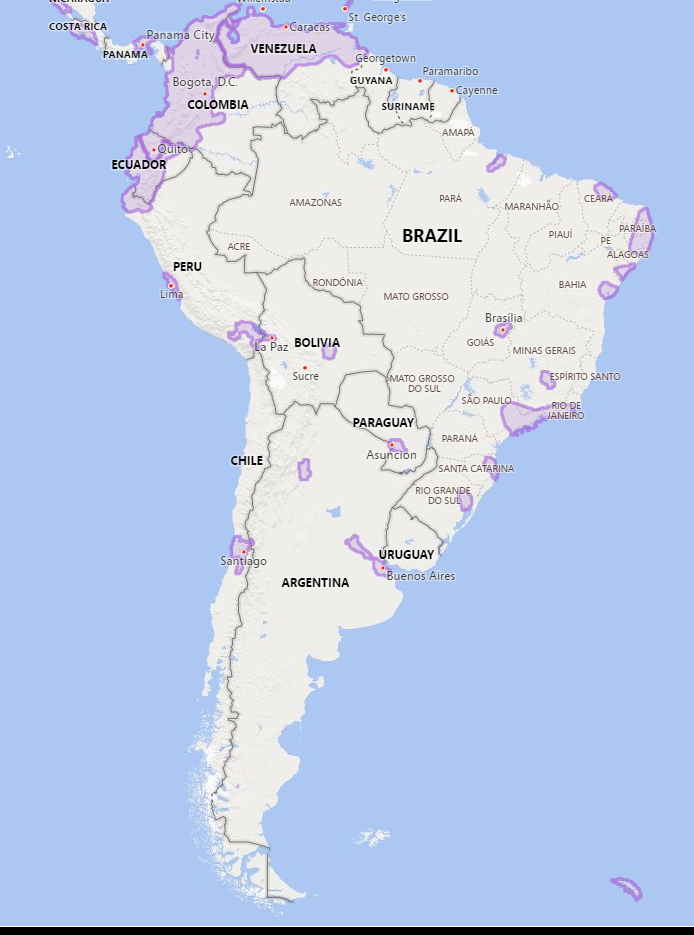 COSTA RICA
Panama City
PANAMA
Caracas
St. George's
VENEZUELA
Georgetown
GUYANA
Paramaribo
SURINAME
Cayenne
Bogota, D.C.
COLOMBIA
AMAPÁ
Quito
ECUADOR
AMAZONAS
PARÁ
MARANHÃO
CEARÁ
PARAÍBA
PIAUÍ
PE
ALAGOAS
BRAZIL
ACRE
PERU
Lima
RONDÔNIA
MATO GROSSO
BAHIA
Brasília
GOIÁS
MINAS GERAIS
La Paz
BOLIVIA
Sucre
MATO GROSSO
DO SUL
ESPÍRITO SANTO
SÃO PAULO
RIO DE
JANEIRO
PARAGUAY
Asuncion
PARANÁ
CHILE
SANTA CATARINA
RIO GRANDE
DO SUL
Santiago
URUGUAY
Buenos Aires
ARGENTINA